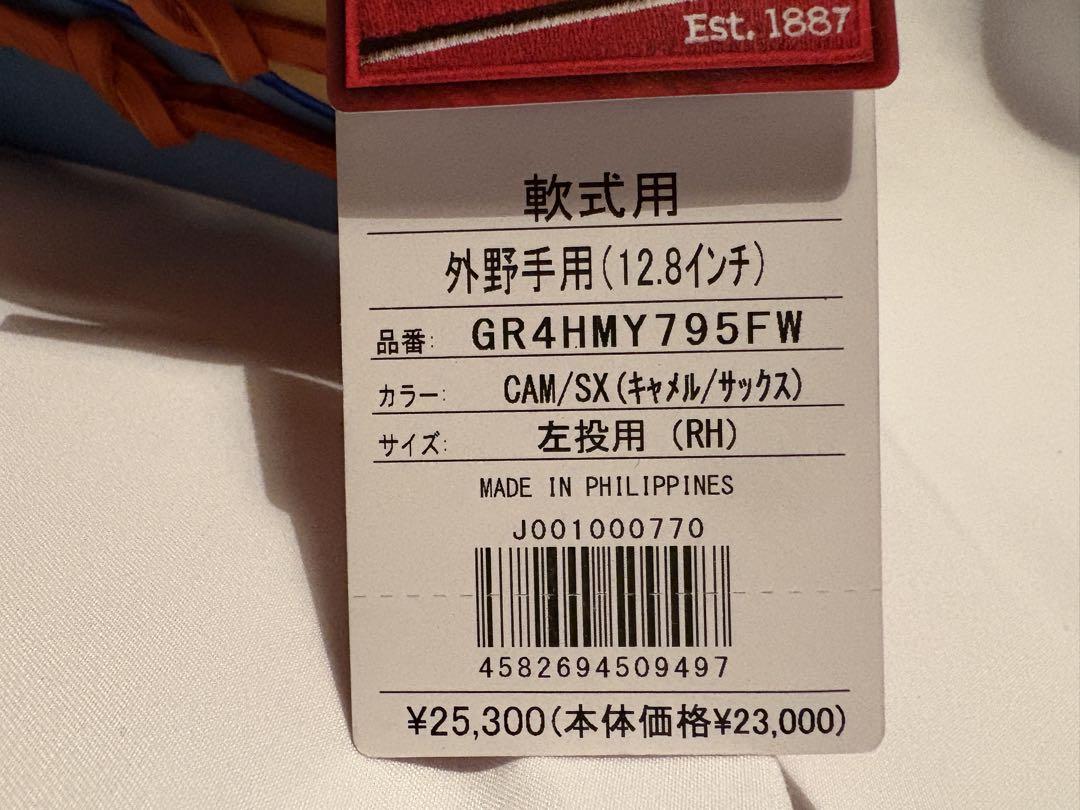 Est. 1887
軟式用
外野手用(12.8インチ)
品番: GR4HMY795FW
カラー: CAM/SX(キャメル/サックス)
サイズ: 左投用 (RH)
MADE IN PHILIPPINES
J001000770
4582694509497
¥25,300(本体価格¥23,000)